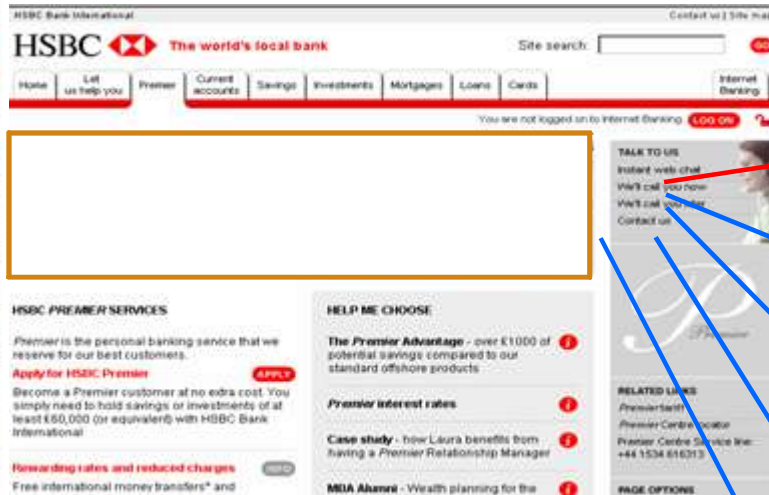 HSBC Bank International
Contact us | Site map
HSBC The world's local bank
Site search: GO
Home
Let us help you
Premier
Current accounts
Savings
Investments
Mortgages
Loans
Cards
Internet Banking
You are not logged on to Internet Banking LOG ON
TALK TO US
Instant web chat
We'll call you now
We'll call you later
Contact us
Premier
HSBC PREMIER SERVICES
Premier is the personal banking service that we
reserve for our best customers.
Apply for HSBC Premier APPLY
Become a Premier customer at no extra cost. You
simply need to hold savings or investments of at
least £60,000 (or equivalent) with HSBC Bank
International
Rewarding rates and reduced charges INFO
Free international money transfers* and
HELP ME CHOOSE
The Premier Advantage - over £1000 of
potential savings compared to our
standard offshore products
Premier interest rates
Case study - how Laura benefits from
having a Premier Relationship Manager
MBA Alumni - Wealth planning for the
RELATED LINKS
Premier tariff
Premier Centre locator
Premier Centre Service line:
+44 1534 616313
PAGE OPTIONS